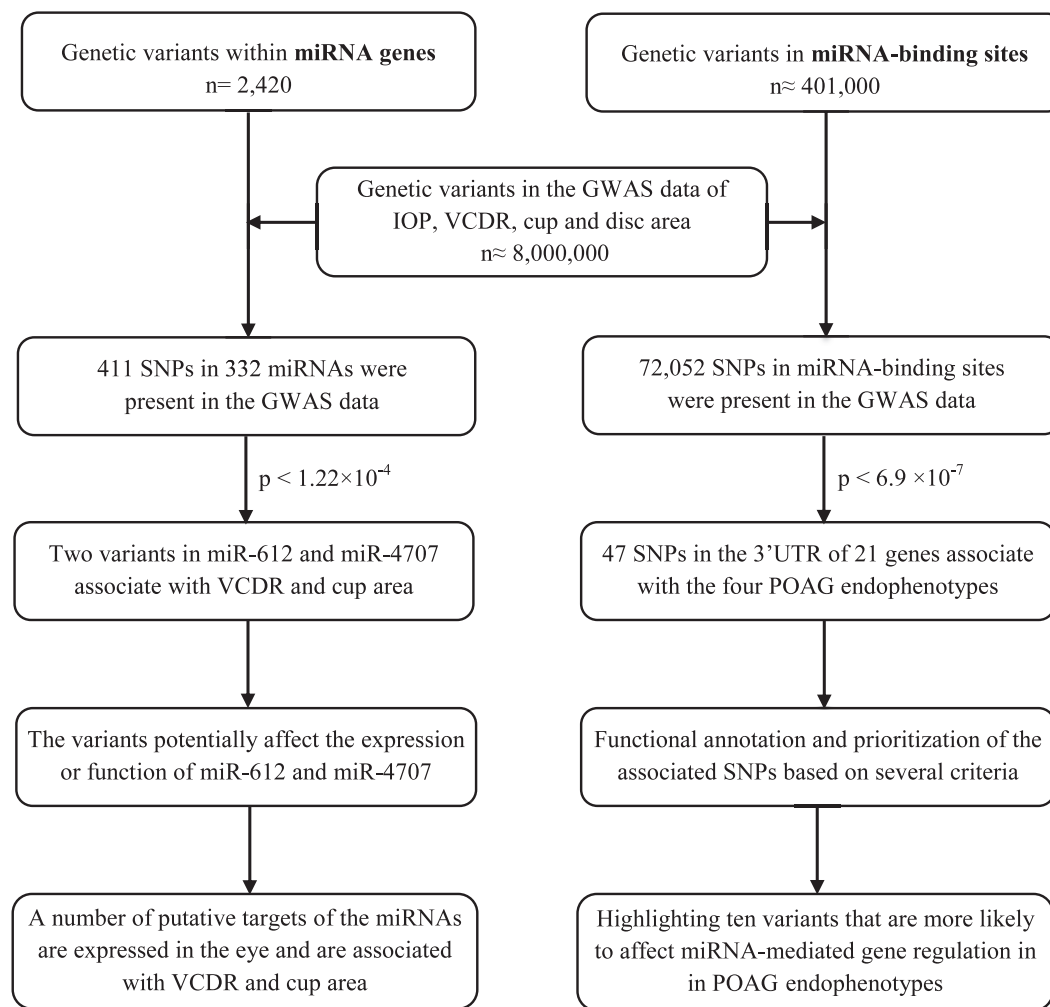 Genetic variants within miRNA genes
n= 2,420
Genetic variants in miRNA-binding sites
n≈ 401,000
Genetic variants in the GWAS data of
IOP, VCDR, cup and disc area
n≈ 8,000,000
411 SNPs in 332 miRNAs were
present in the GWAS data
72,052 SNPs in miRNA-binding sites
were present in the GWAS data
p < 1.22×10⁻⁴
p < 6.9 ×10⁻⁷
Two variants in miR-612 and miR-4707
associate with VCDR and cup area
47 SNPs in the 3’UTR of 21 genes associate
with the four POAG endophenotypes
The variants potentially affect the expression
or function of miR-612 and miR-4707
Functional annotation and prioritization of the
associated SNPs based on several criteria
A number of putative targets of the miRNAs
are expressed in the eye and are associated
with VCDR and cup area
Highlighting ten variants that are more likely
to affect miRNA-mediated gene regulation in
in POAG endophenotypes